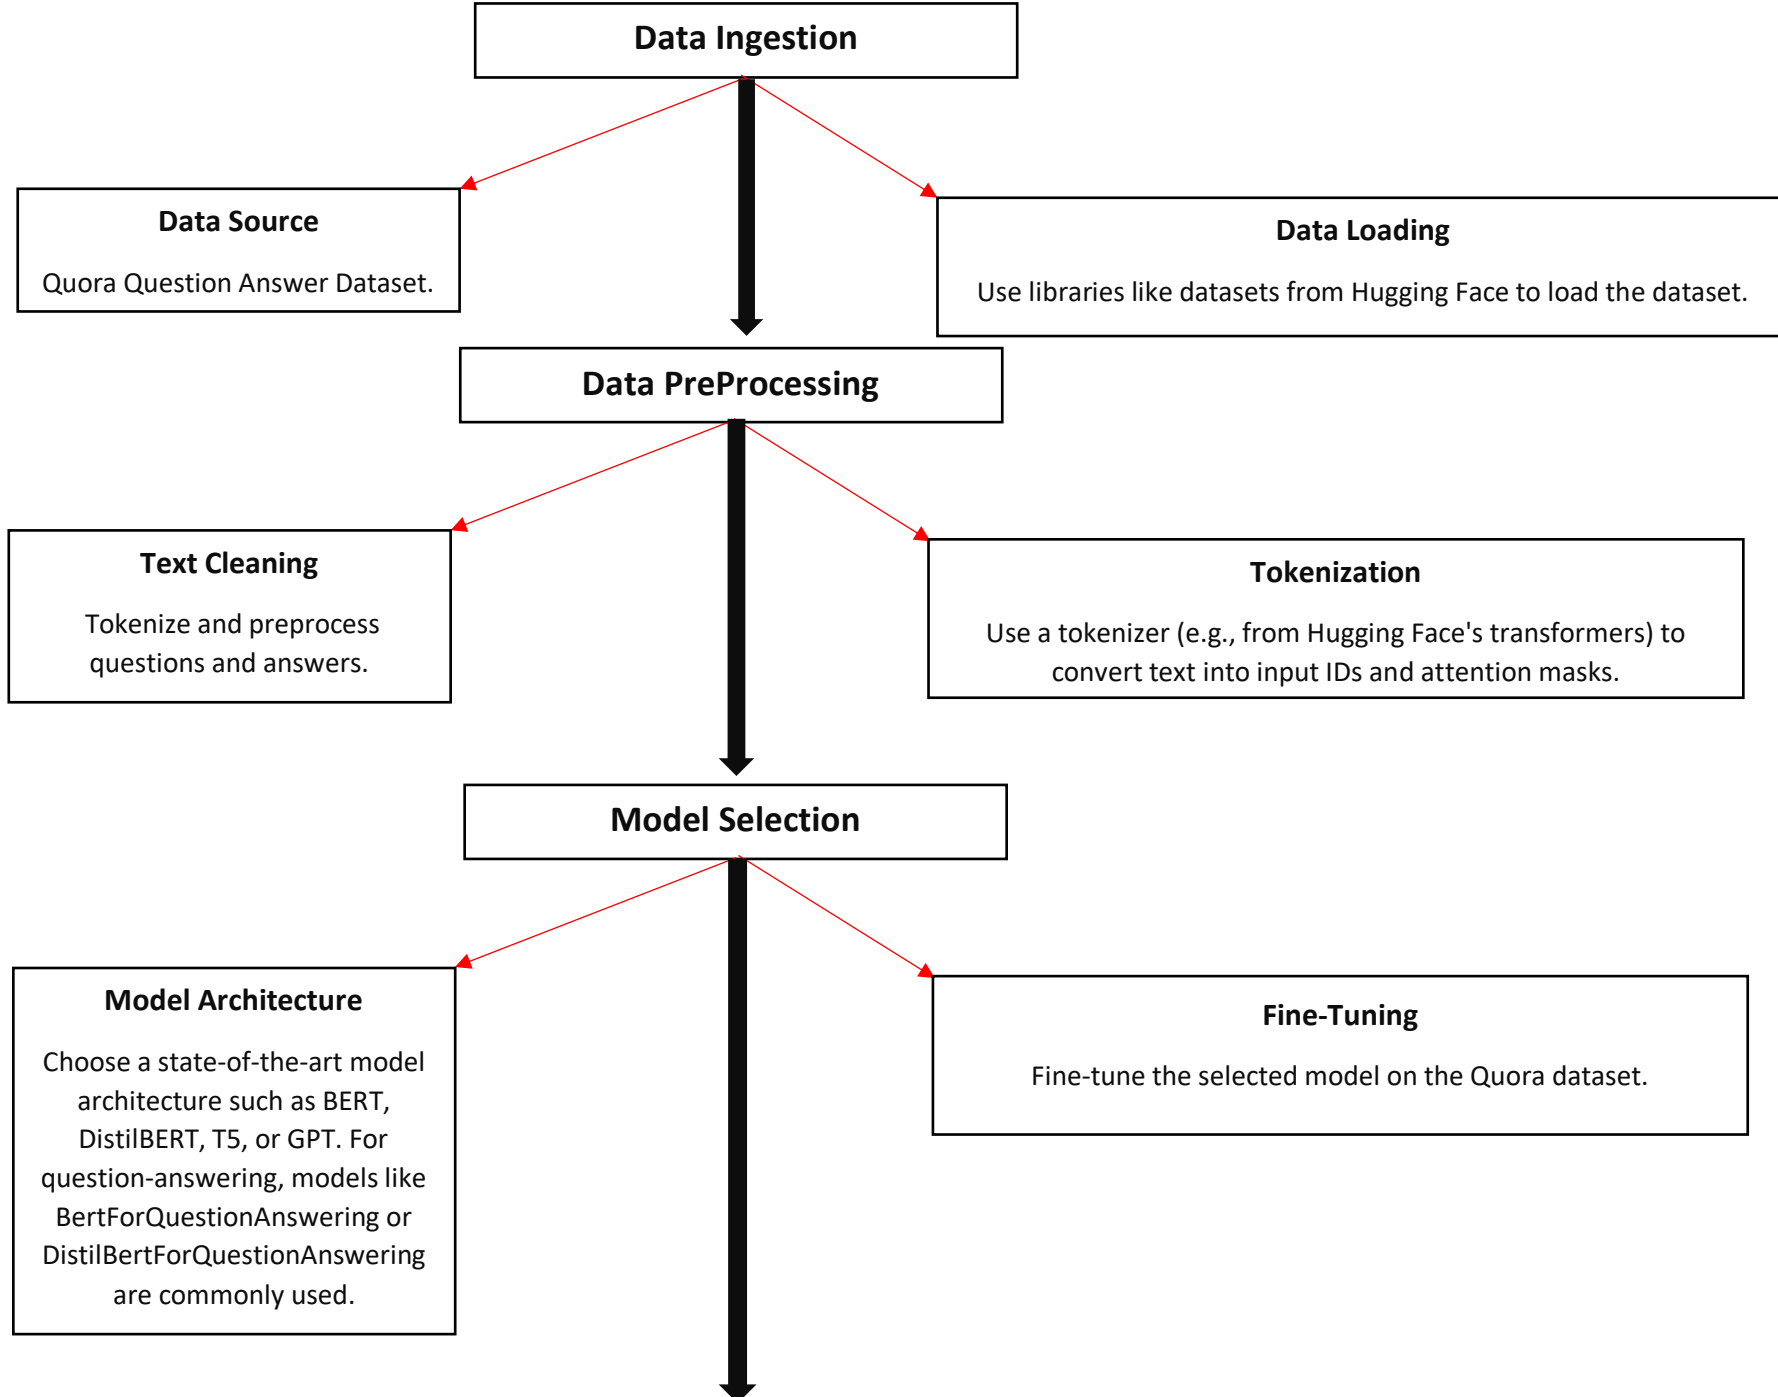 Data Ingestion
Data Source
Quora Question Answer Dataset.
Data Loading
Use libraries like datasets from Hugging Face to load the dataset.
Data PreProcessing
Text Cleaning
Tokenize and preprocess
questions and answers.
Tokenization
Use a tokenizer (e.g., from Hugging Face's transformers) to
convert text into input IDs and attention masks.
Model Selection
Model Architecture
Choose a state-of-the-art model
architecture such as BERT,
DistilBERT, T5, or GPT. For
question-answering, models like
BertForQuestionAnswering or
DistilBertForQuestionAnswering
are commonly used.
Fine-Tuning
Fine-tune the selected model on the Quora dataset.